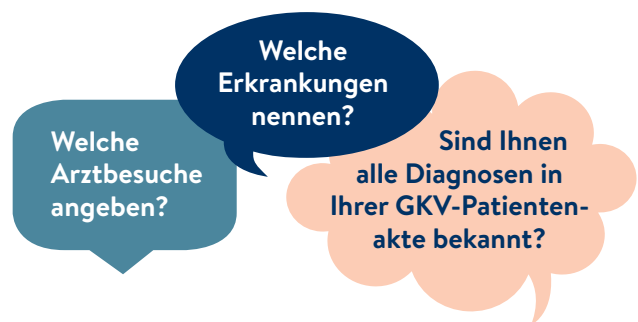 Welche
Erkrankungen
nennen?
Welche
Arztbesuche
angeben?
Sind Ihnen
alle Diagnosen in
Ihrer GKV-Patienten-
akte bekannt?